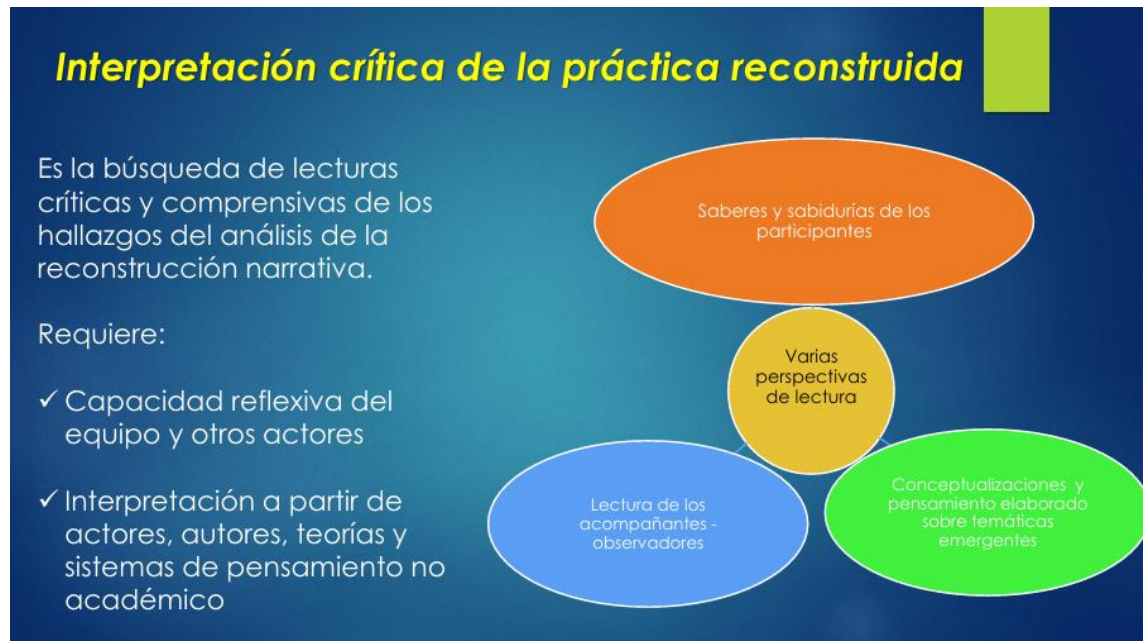 Interpretación crítica de la práctica reconstruida
Es la búsqueda de lecturas
críticas y comprensivas de los
hallazgos del análisis de la
reconstrucción narrativa.
Requiere:
✓ Capacidad reflexiva del
equipo y otros actores
✓ Interpretación a partir de
actores, autores, teorías y
sistemas de pensamiento no
académico
Saberes y sabidurías de los
participantes
Varias
perspectivas
de lectura
Lectura de los
acompañantes -
observadores
Conceptualizaciones y
pensamiento elaborado
sobre temáticas
emergentes